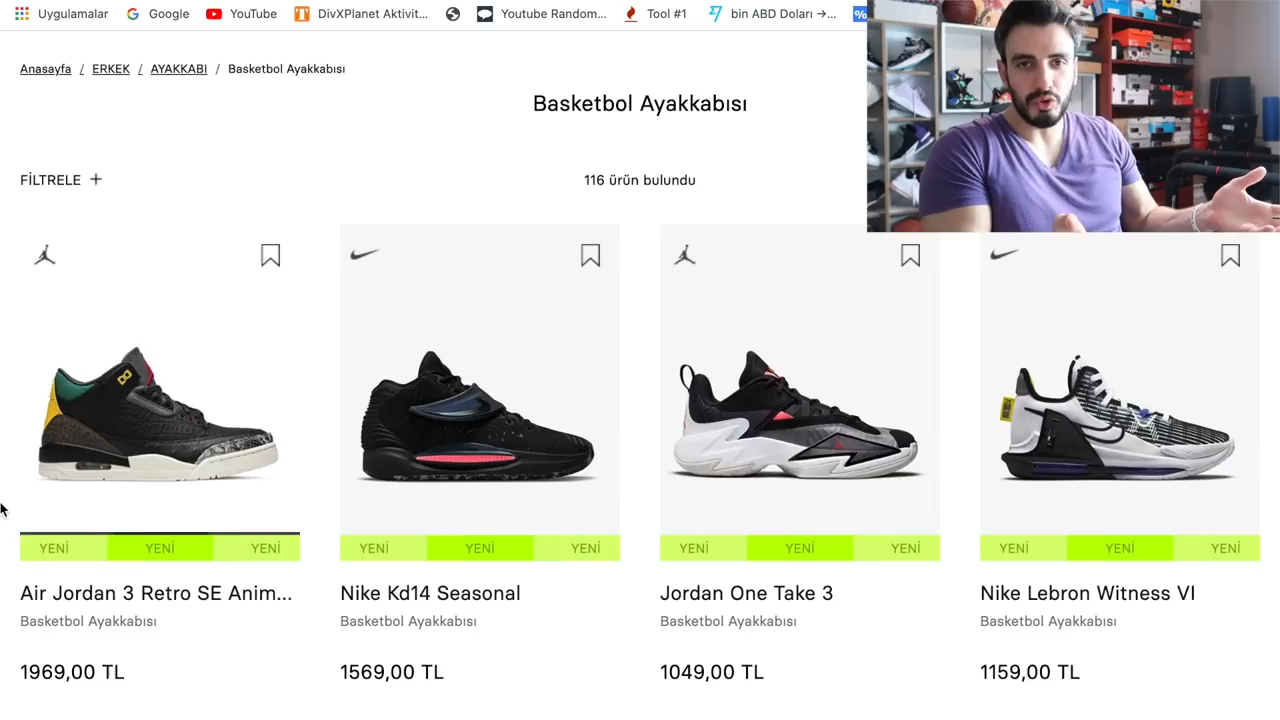 Uygulamalar Google YouTube DivXPlanet Aktivit... Youtube Random... Tool #1 bin ABD Doları →... %
Anasayfa / ERKEK / AYAKKABI / Basketbol Ayakkabısı
Basketbol Ayakkabısı
FİLTRELE + 116 ürün bulundu
YENİ YENİ YENİ YENİ YENİ YENİ YENİ YENİ YENİ YENİ YENİ YENİ
Air Jordan 3 Retro SE Anim... Nike Kd14 Seasonal Jordan One Take 3 Nike Lebron Witness VI
Basketbol Ayakkabısı Basketbol Ayakkabısı Basketbol Ayakkabısı Basketbol Ayakkabısı
1969,00 TL 1569,00 TL 1049,00 TL 1159,00 TL